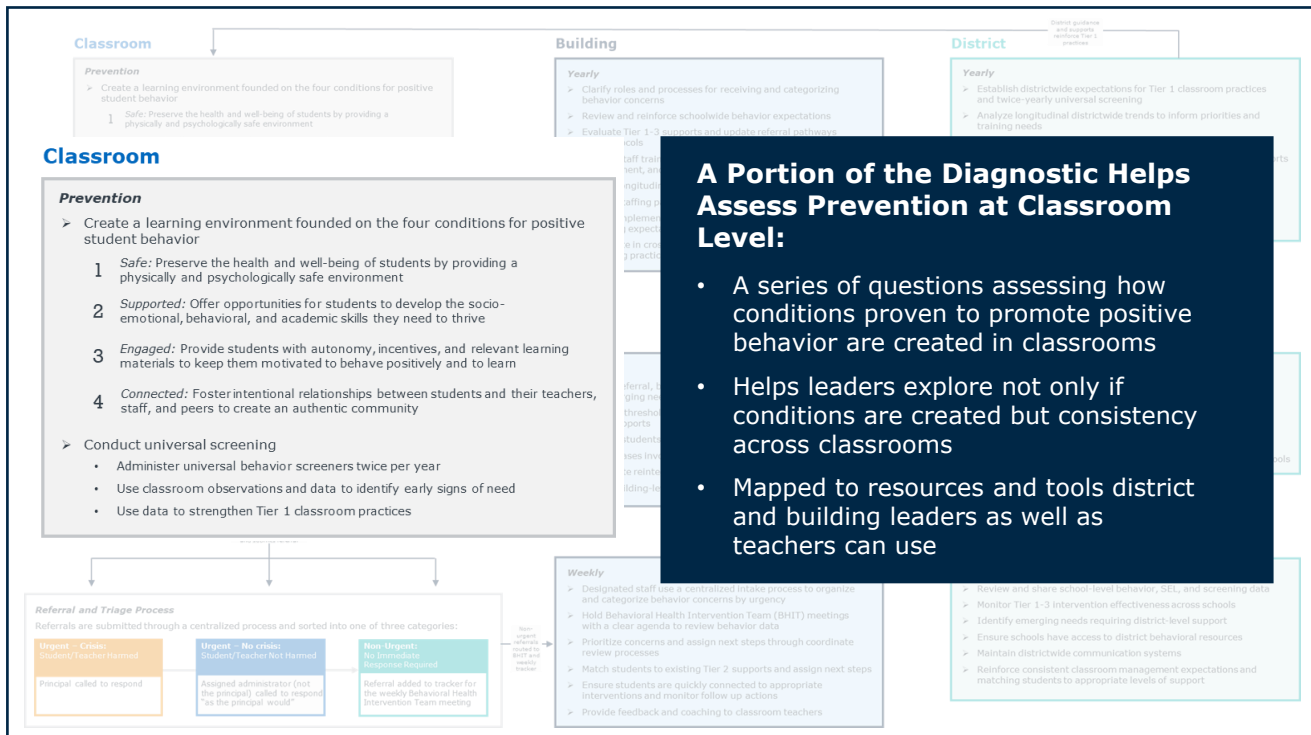 District guidance
and supports
reinforce Tier 1
practices
Classroom
Prevention
➢ Create a learning environment founded on the four conditions for positive
student behavior
1 Safe: Preserve the health and well-being of students by providing a
physically and psychologically safe environment
Building
Yearly
➢ Clarify roles and processes for receiving and categorizing
behavior concerns
➢ Review and reinforce schoolwide behavior expectations
➢ Evaluate Tier 1-3 supports and update referral pathways
District
Yearly
➢ Establish districtwide expectations for Tier 1 classroom practices
and twice-yearly universal screening
➢ Analyze longitudinal districtwide trends to inform priorities and
training needs
Classroom
Prevention
➢ Create a learning environment founded on the four conditions for positive
student behavior
1 Safe: Preserve the health and well-being of students by providing a
physically and psychologically safe environment
2 Supported: Offer opportunities for students to develop the socio-
emotional, behavioral, and academic skills they need to thrive
3 Engaged: Provide students with autonomy, incentives, and relevant learning
materials to keep them motivated to behave positively and to learn
4 Connected: Foster intentional relationships between students and their teachers,
staff, and peers to create an authentic community
➢ Conduct universal screening
• Administer universal behavior screeners twice per year
• Use classroom observations and data to identify early signs of need
• Use data to strengthen Tier 1 classroom practices
A Portion of the Diagnostic Helps
Assess Prevention at Classroom
Level:
• A series of questions assessing how
conditions proven to promote positive
behavior are created in classrooms
• Helps leaders explore not only if
conditions are created but consistency
across classrooms
• Mapped to resources and tools district
and building leaders as well as
teachers can use
Referral and Triage Process
Referrals are submitted through a centralized process and sorted into one of three categories:
Urgent – Crisis:
Student/Teacher Harmed
Principal called to respond
Urgent – No crisis:
Student/Teacher Not Harmed
Assigned administrator (not
the principal) called to respond
"as the principal would"
Non-Urgent:
No Immediate
Response Required
Referral added to tracker for
the weekly Behavioral Health
Intervention Team meeting
Non-
urgent
referrals
routed to
BHIT and
weekly
tracker
Weekly
➢ Designated staff use a centralized intake process to organize
and categorize behavior concerns by urgency
➢ Hold Behavioral Health Intervention Team (BHIT) meetings
with a clear agenda to review behavior data
➢ Prioritize concerns and assign next steps through coordinate
review processes
➢ Match students to existing Tier 2 supports and assign next steps
➢ Ensure students are quickly connected to appropriate
interventions and monitor follow up actions
➢ Provide feedback and coaching to classroom teachers
➢ Review and share school-level behavior, SEL, and screening data
➢ Monitor Tier 1-3 intervention effectiveness across schools
➢ Identify emerging needs requiring district-level support
➢ Ensure schools have access to district behavioral resources
➢ Maintain districtwide communication systems
➢ Reinforce consistent classroom management expectations and
matching students to appropriate levels of support